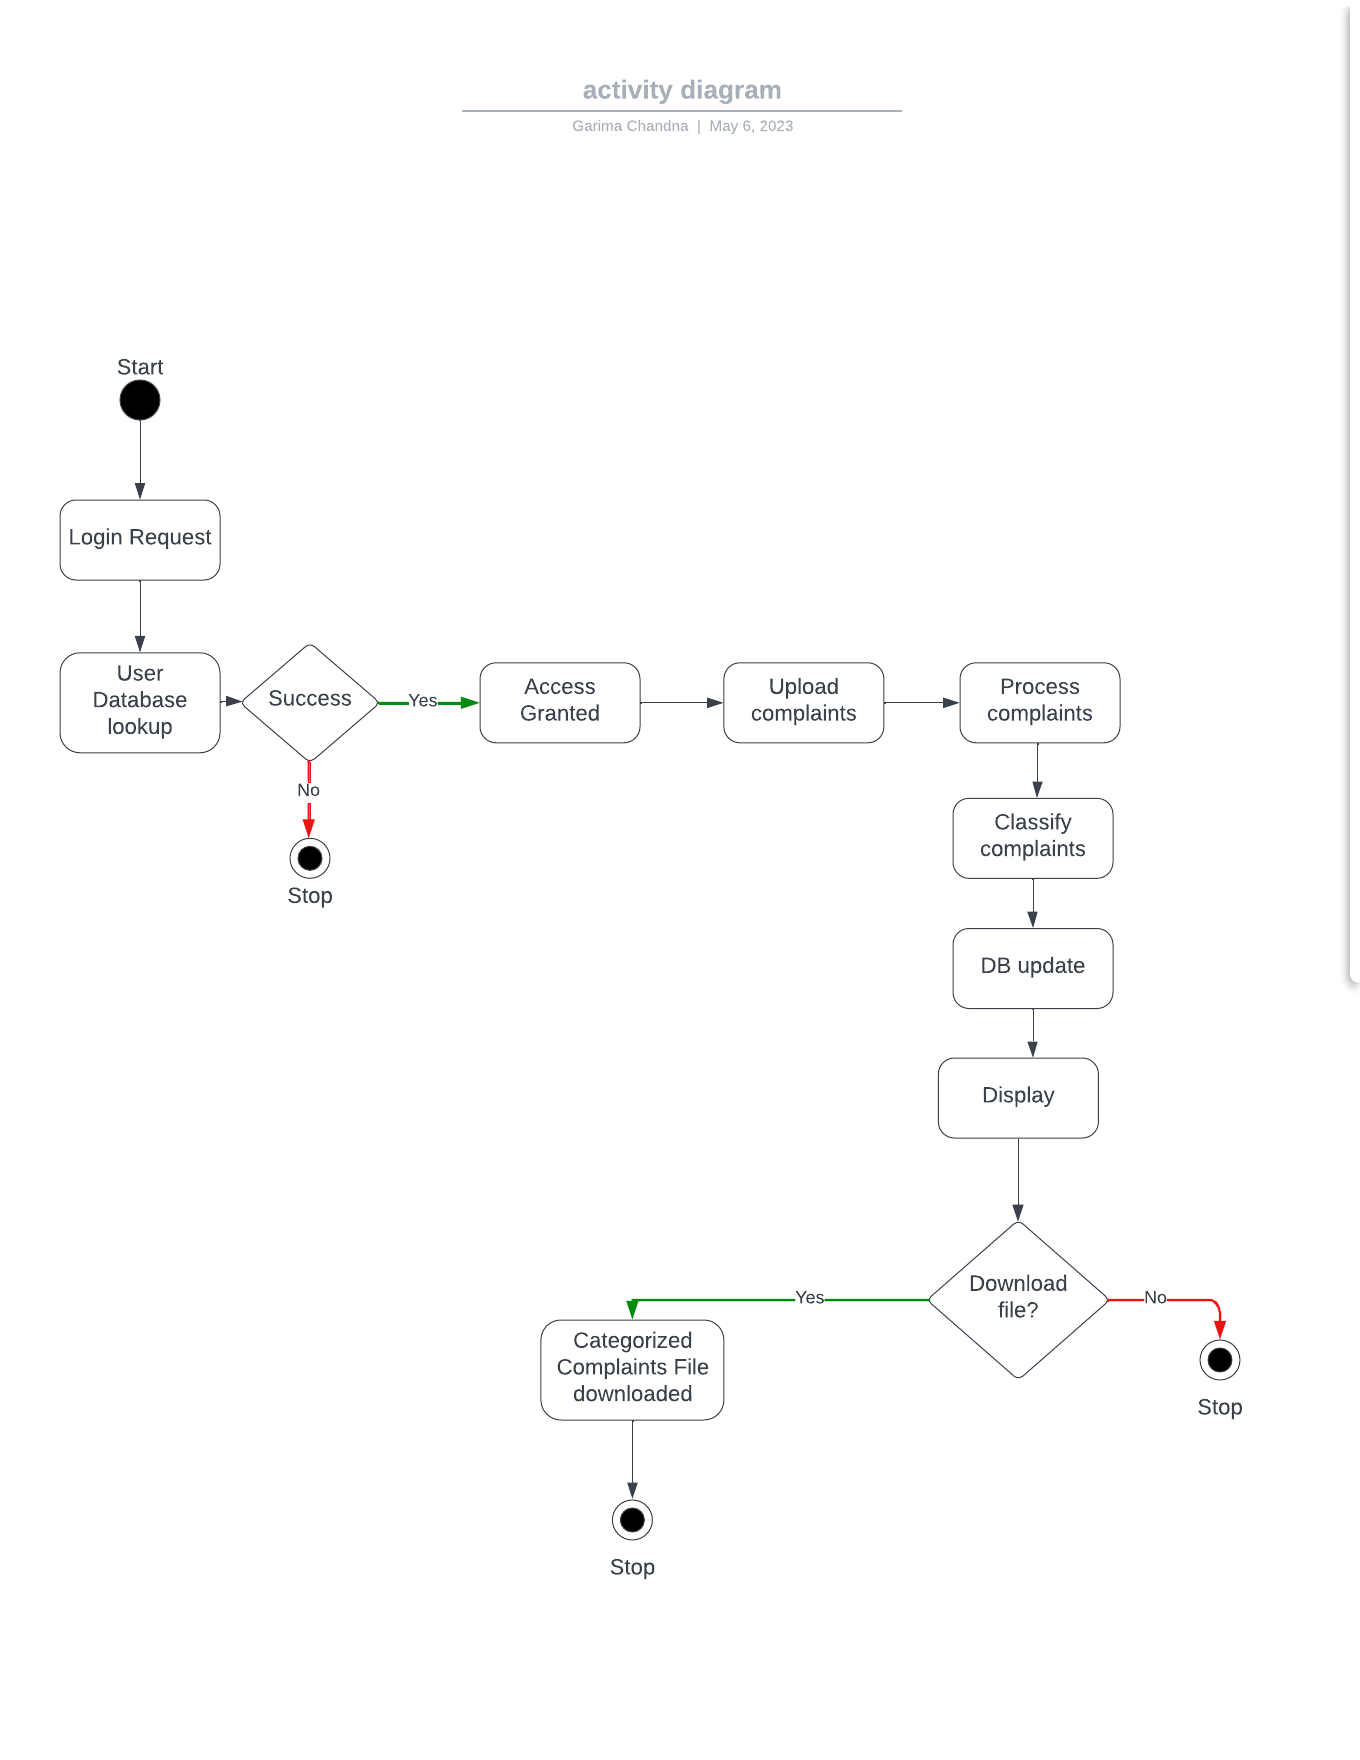 activity diagram
Garima Chandna | May 6, 2023
Start
Login Request
User
Database
lookup
Success
Yes
No
Stop
Access
Granted
Upload
complaints
Process
complaints
Classify
complaints
DB update
Display
Download
file?
Yes
No
Categorized
Complaints File
downloaded
Stop
Stop